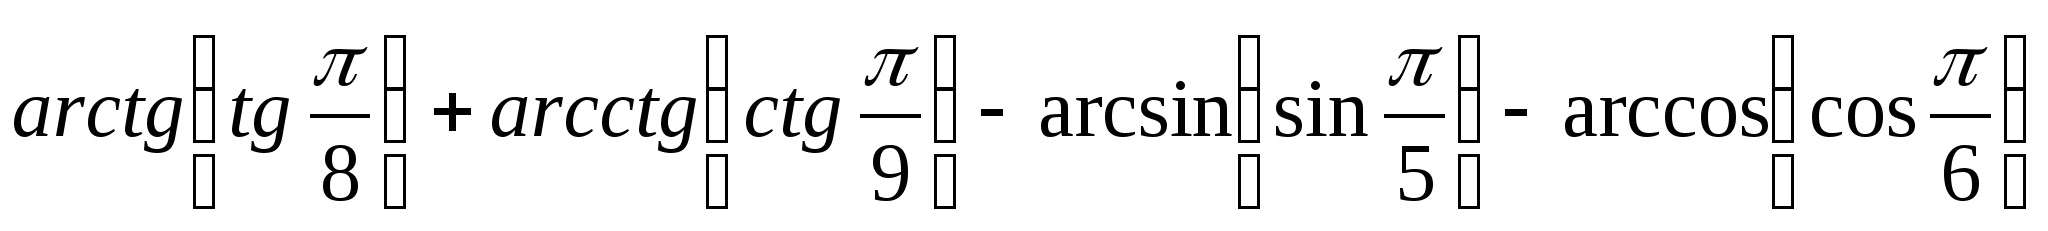 arctg(tg π/8) + arcctg(ctg π/9) - arcsin(sin π/5) - arccos(cos π/6)